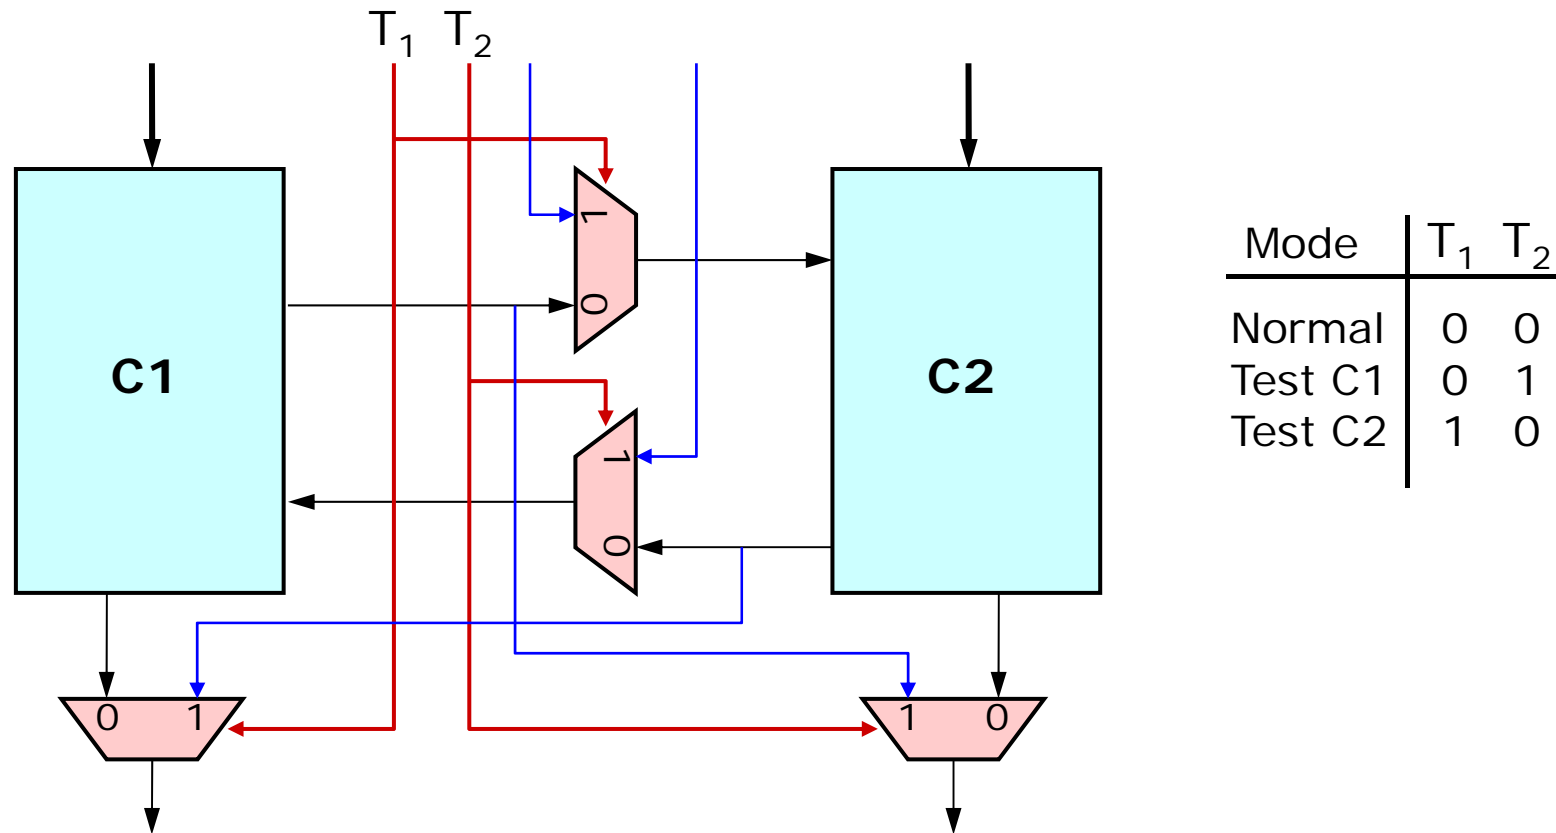 T1 T2
1
0
C1
C2
1
0
0 1
1 0
Mode T1 T2
Normal 0 0
Test C1 0 1
Test C2 1 0